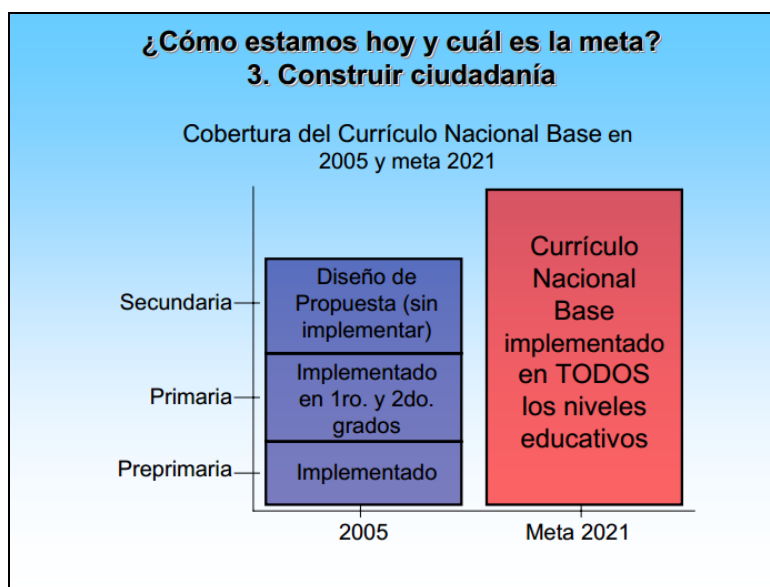 ¿Cómo estamos hoy y cuál es la meta?
3. Construir ciudadanía
Cobertura del Currículo Nacional Base en
2005 y meta 2021
Secundaria
Primaria
Preprimaria
Diseño de
Propuesta (sin
implementar)
Implementado
en 1ro. y 2do.
grados
Implementado
Currículo
Nacional
Base
implementado
en TODOS
los niveles
educativos
2005
Meta 2021